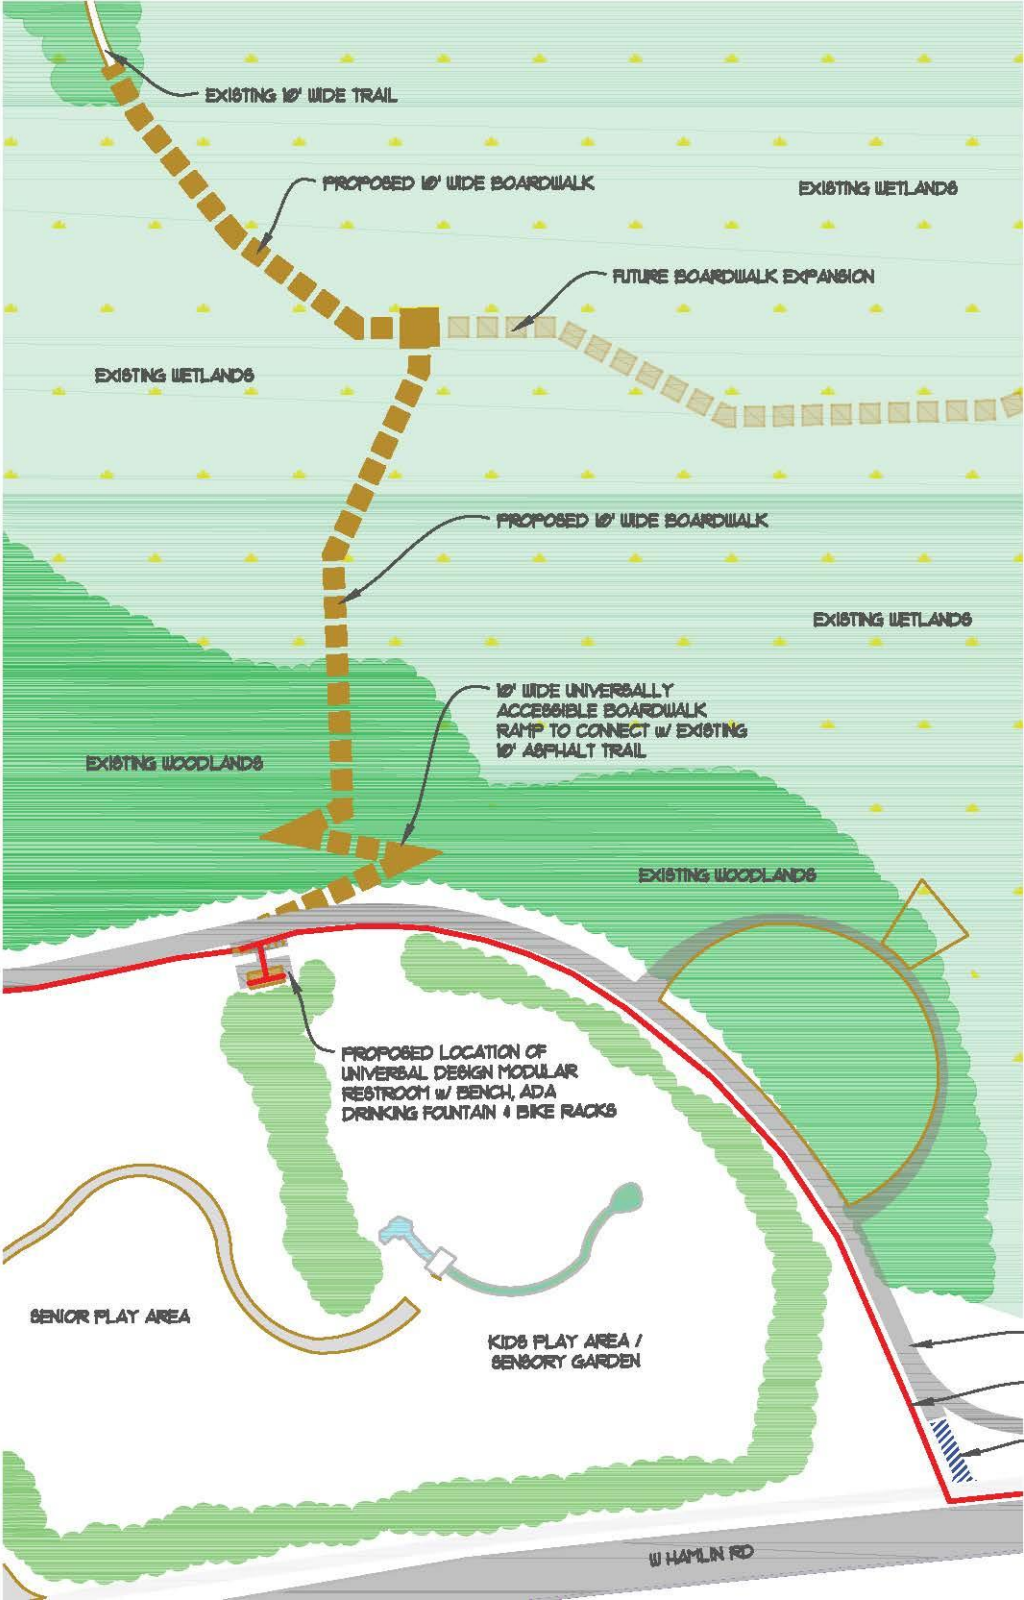 EXISTING 10' WIDE TRAIL
PROPOSED 10' WIDE BOARDWALK
EXISTING WETLANDS
FUTURE BOARDWALK EXPANSION
EXISTING WETLANDS
PROPOSED 10' WIDE BOARDWALK
EXISTING WETLANDS
10' WIDE UNIVERSALLY
ACCESSIBLE BOARDWALK
RAMP TO CONNECT w/ EXISTING
10' ASPHALT TRAIL
EXISTING WOODLANDS
EXISTING WOODLANDS
PROPOSED LOCATION OF
UNIVERSAL DESIGN MODULAR
RESTROOM w/ BENCH, ADA
DRINKING FOUNTAIN & BIKE RACKS
SENIOR PLAY AREA
KIDS PLAY AREA /
SENSORY GARDEN
W HAMLIN RD